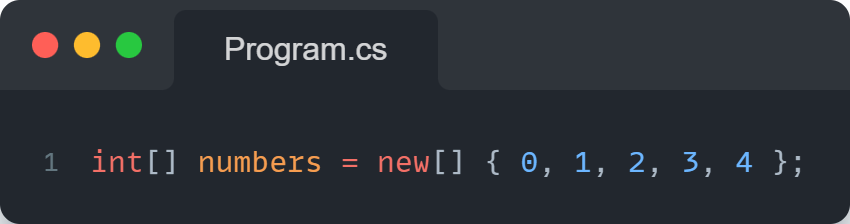 Program.cs
1 int[] numbers = new[] { 0, 1, 2, 3, 4 };